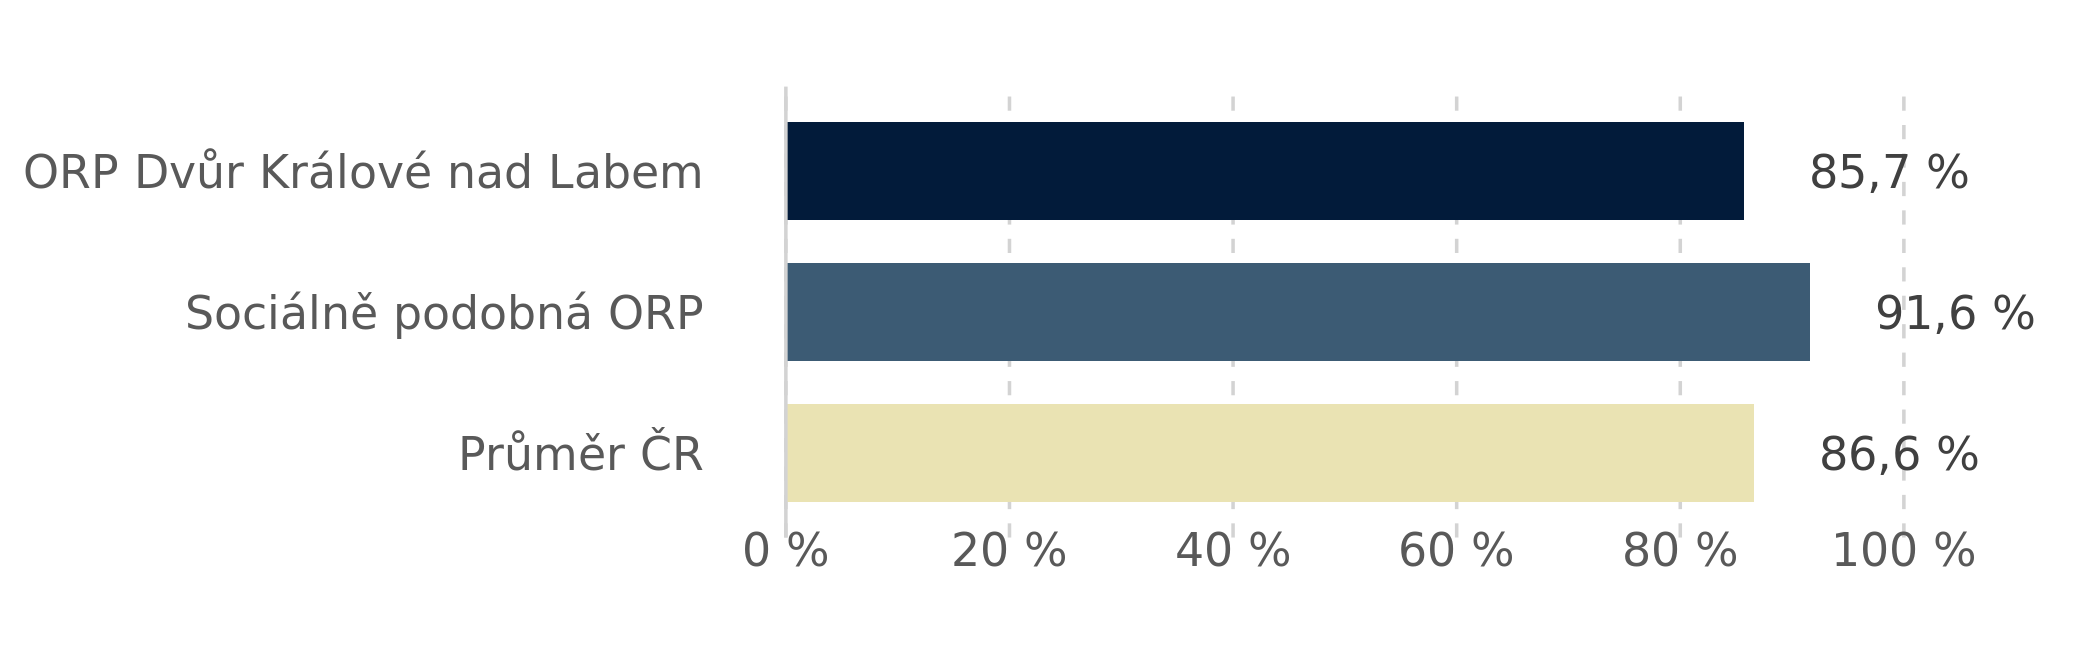 ORP Dvůr Králové nad Labem 85,7 %
Sociálně podobná ORP 91,6 %
Průměr ČR 86,6 %
0 % 20 % 40 % 60 % 80 % 100 %